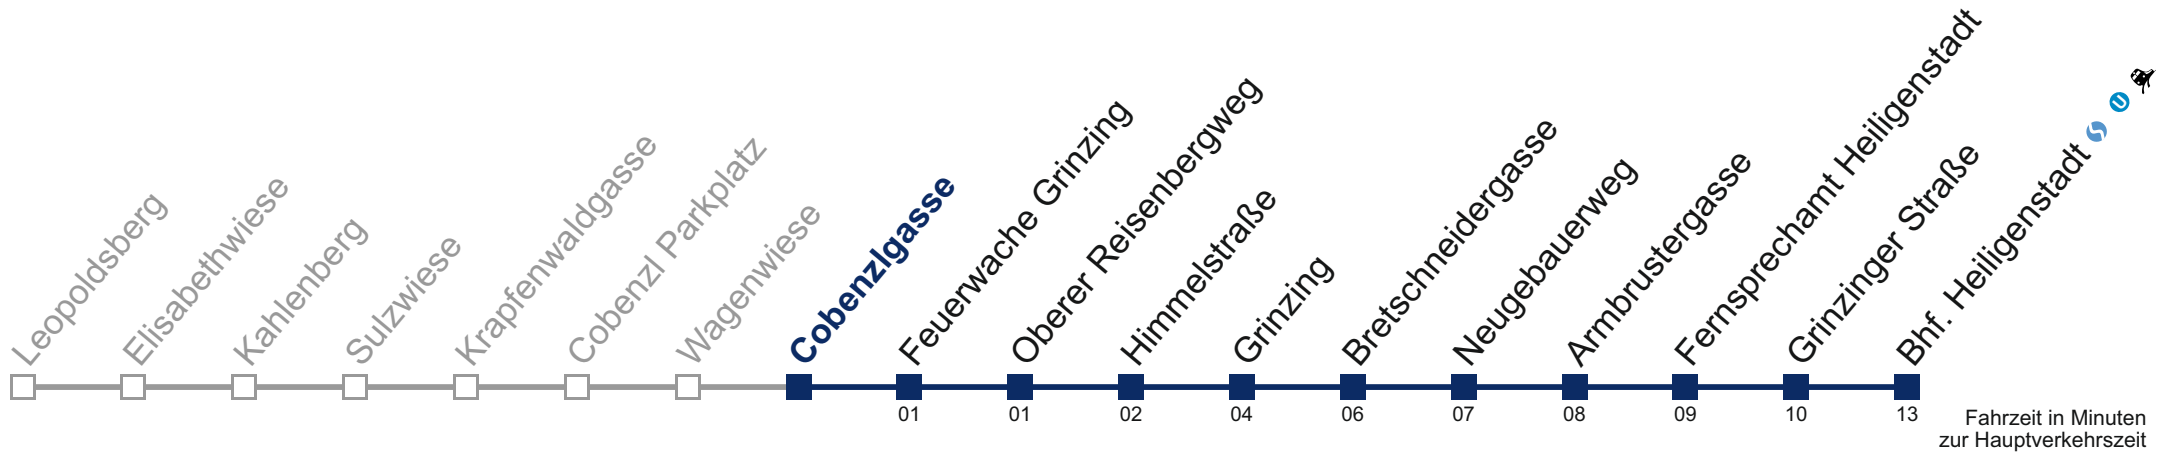 Leopoldsberg
Elisabethwiese
Kahlenberg
Sulzwiese
Krapfenwaldgasse
Cobenzl Parkplatz
Wagenwiese
Cobenzlgasse
Feuerwache Grinzing
Oberer Reisenbergweg
Himmelstraße
Grinzing
Bretschneidergasse
Neugebauerweg
Armbrustergasse
Fernsprechamt Heiligenstadt
Grinzinger Straße
Bhf. Heiligenstadt S U
01 01 02 04 06 07 08 09 10 13
Fahrzeit in Minuten
zur Hauptverkehrszeit